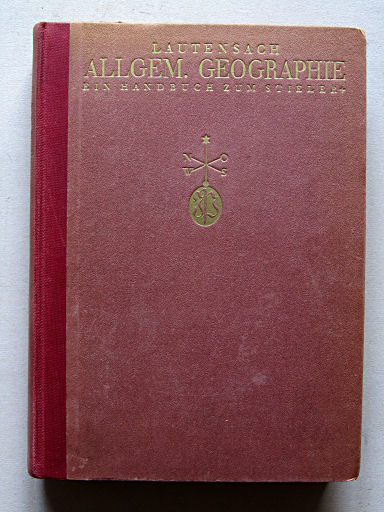 LAUTENSACH
ALLGEM. GEOGRAPHIE
EIN HANDBUCH ZUM STIELER
N O
W S